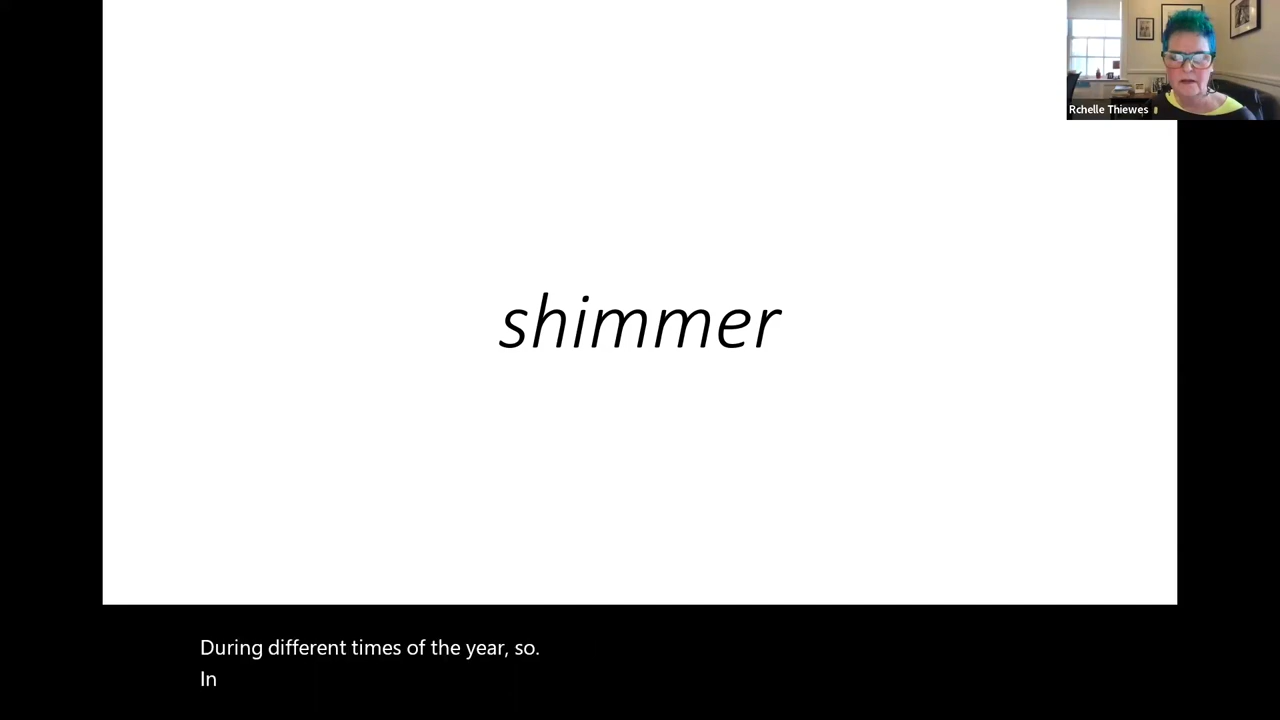 Rchelle Thiewes
shimmer
During different times of the year, so.
In